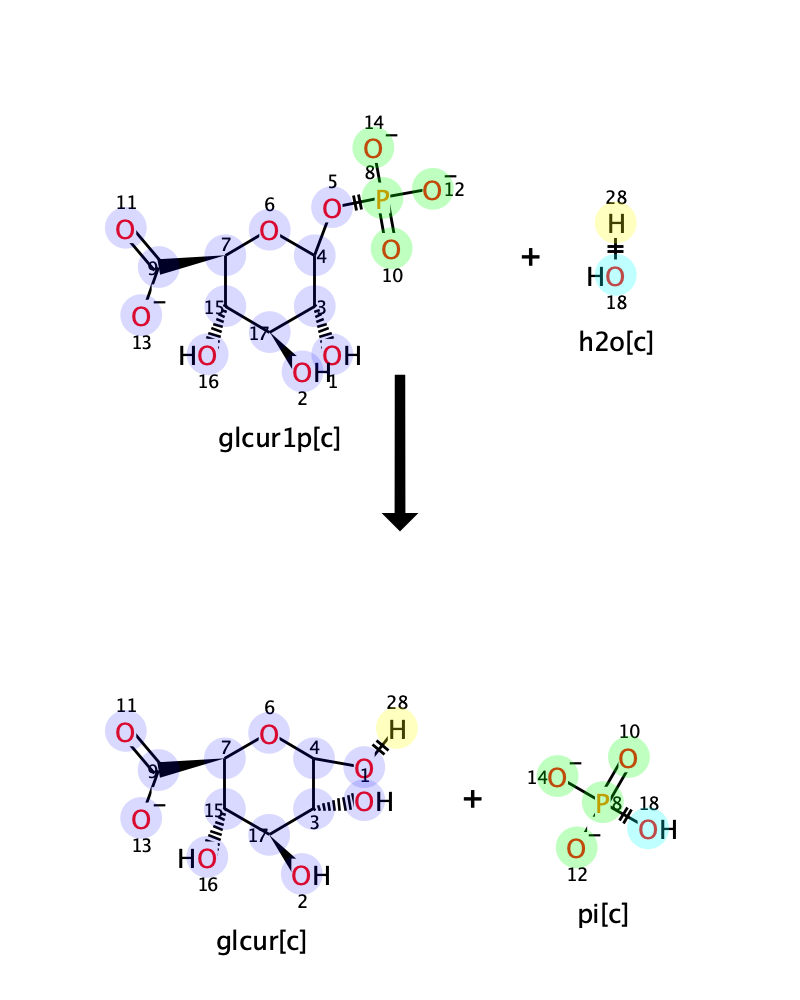 14
O −
8
5
O P O − 12
6
O
O 10
11
O
7
4
9
O −
13
15
3
17
HO
16
OH
1
OH
2
glcur1p[c]
+
28
H
HO
18
h2o[c]
11
O
6
O
28
H
7
4
9
O
1
O −
13
15
3
OH
17
HO
16
OH
2
glcur[c]
+
10
O
14 O −
P 8
18
OH
O −
12
pi[c]